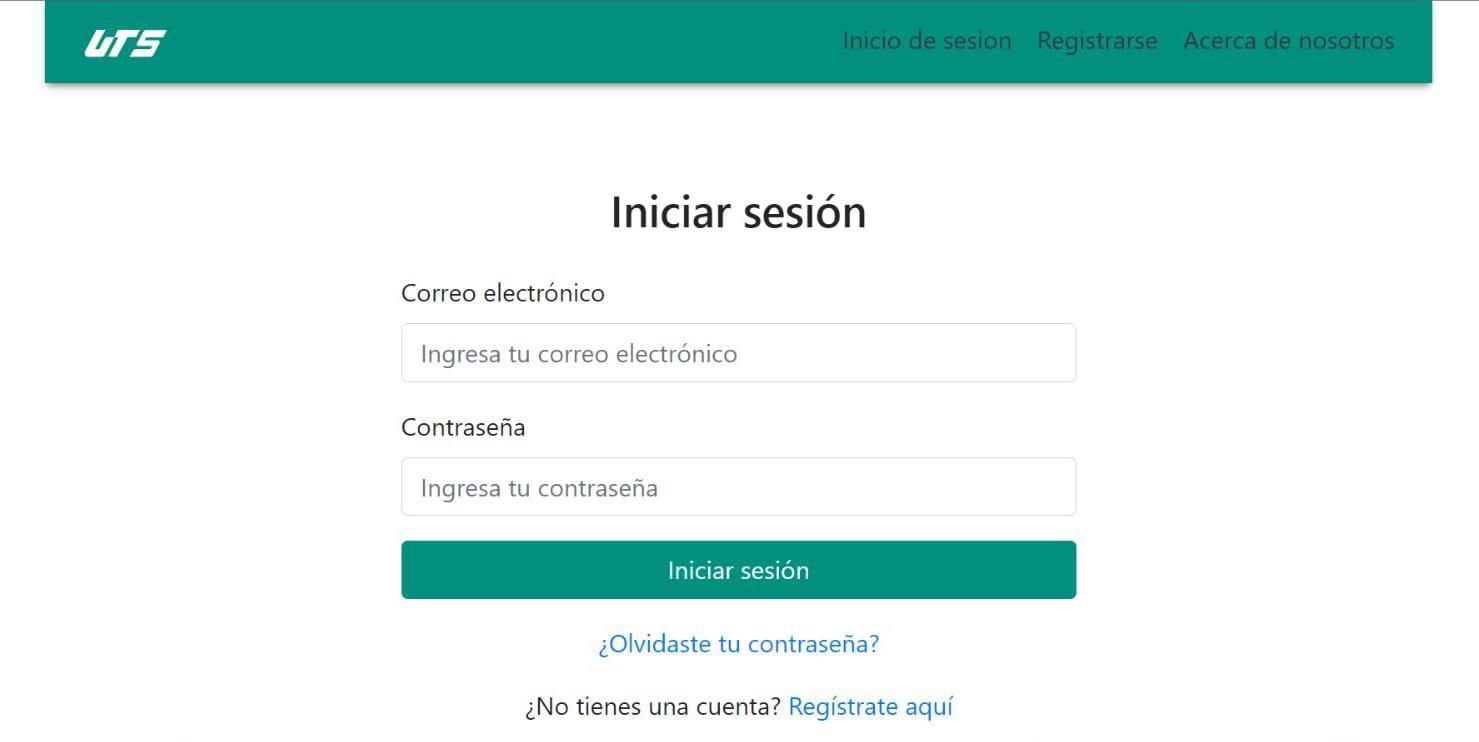 UTS
Inicio de sesion Registrarse Acerca de nosotros
Iniciar sesión
Correo electrónico
Ingresa tu correo electrónico
Contraseña
Ingresa tu contraseña
Iniciar sesión
¿Olvidaste tu contraseña?
¿No tienes una cuenta? Regístrate aquí